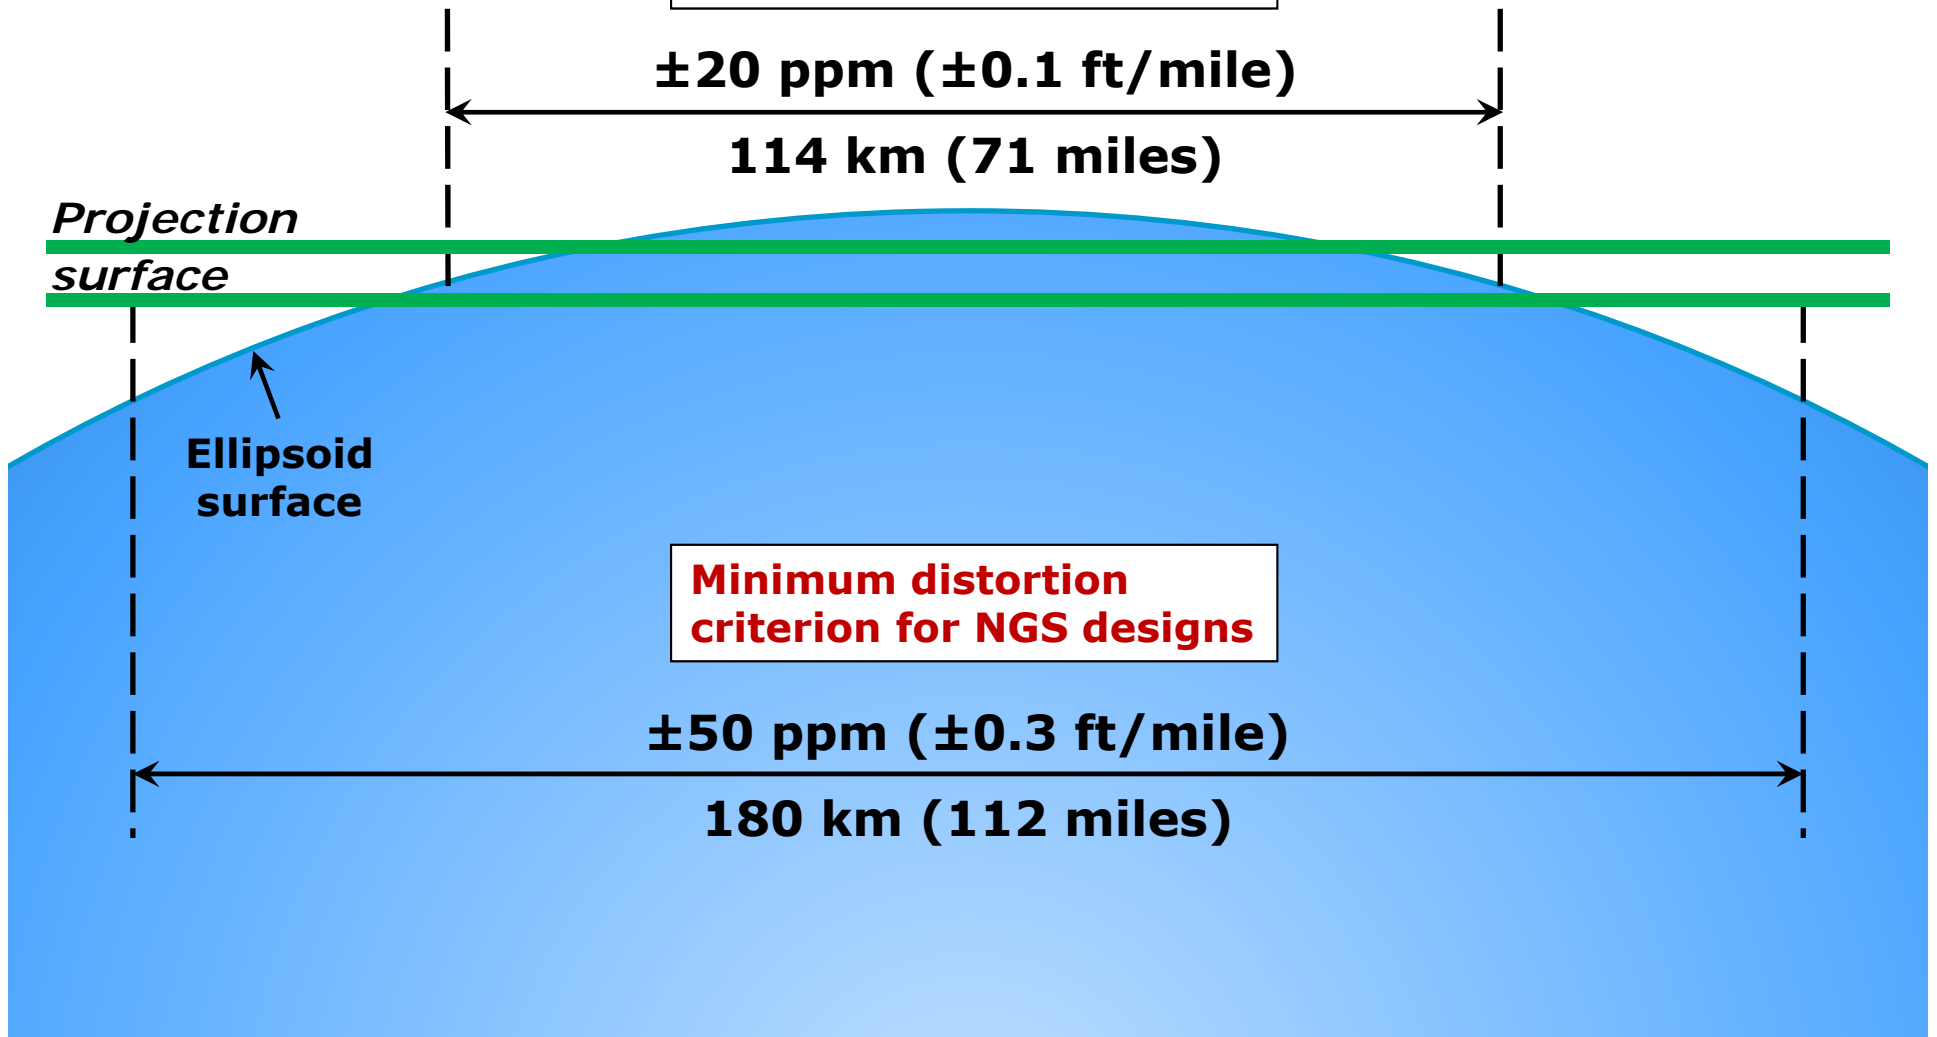 ±20 ppm (±0.1 ft/mile)
114 km (71 miles)
Projection
surface
Ellipsoid
surface
Minimum distortion
criterion for NGS designs
±50 ppm (±0.3 ft/mile)
180 km (112 miles)